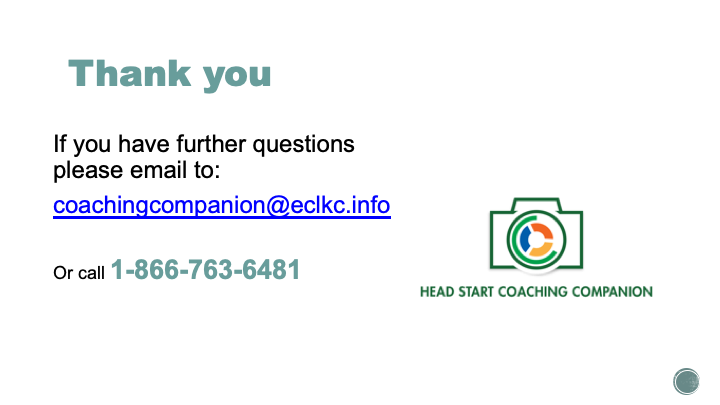 Thank you
If you have further questions
please email to:
coachingcompanion@eclkc.info
Or call 1-866-763-6481
HEAD START COACHING COMPANION